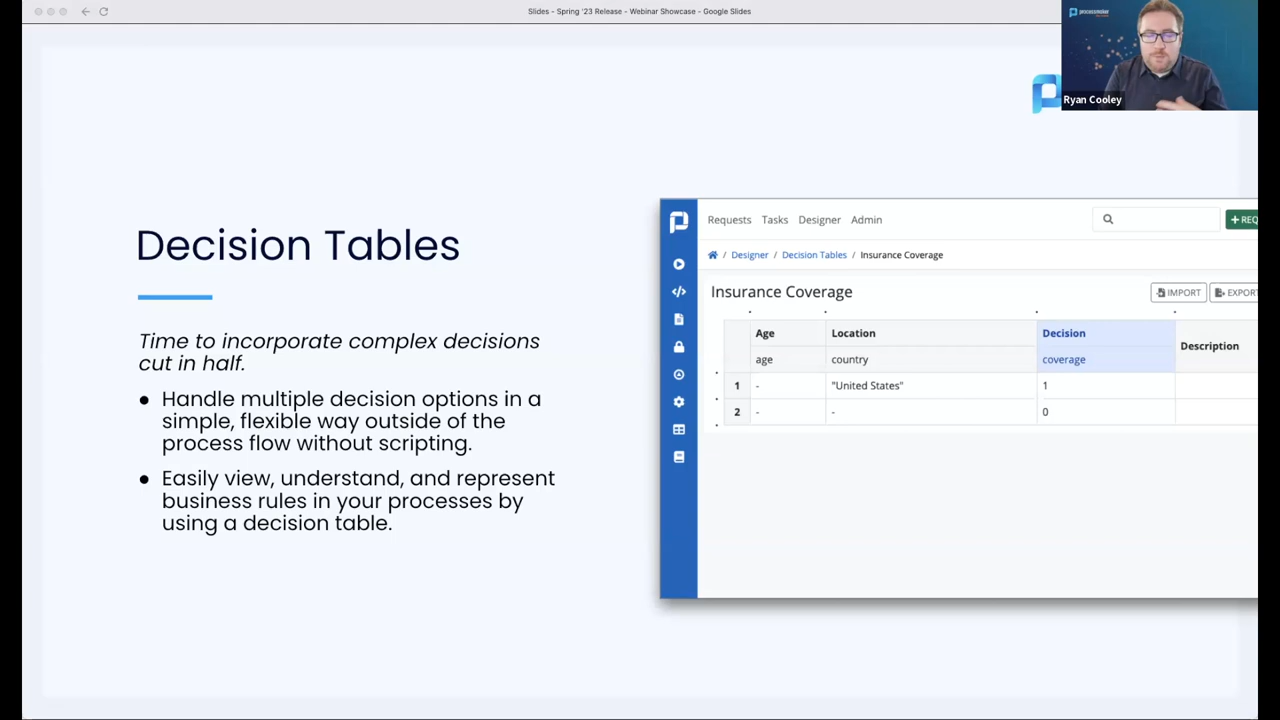 Slides - Spring '23 Release - Webinar Showcase - Google Slides
processmaker
Ryan Cooley
Decision Tables
Time to incorporate complex decisions
cut in half.
● Handle multiple decision options in a
simple, flexible way outside of the
process flow without scripting.
● Easily view, understand, and represent
business rules in your processes by
using a decision table.
Requests Tasks Designer Admin
+ REQ
/ Designer / Decision Tables / Insurance Coverage
Insurance Coverage
IMPORT EXPORT
Age Location Decision Description
age country coverage
1 - "United States" 1
2 - - 0